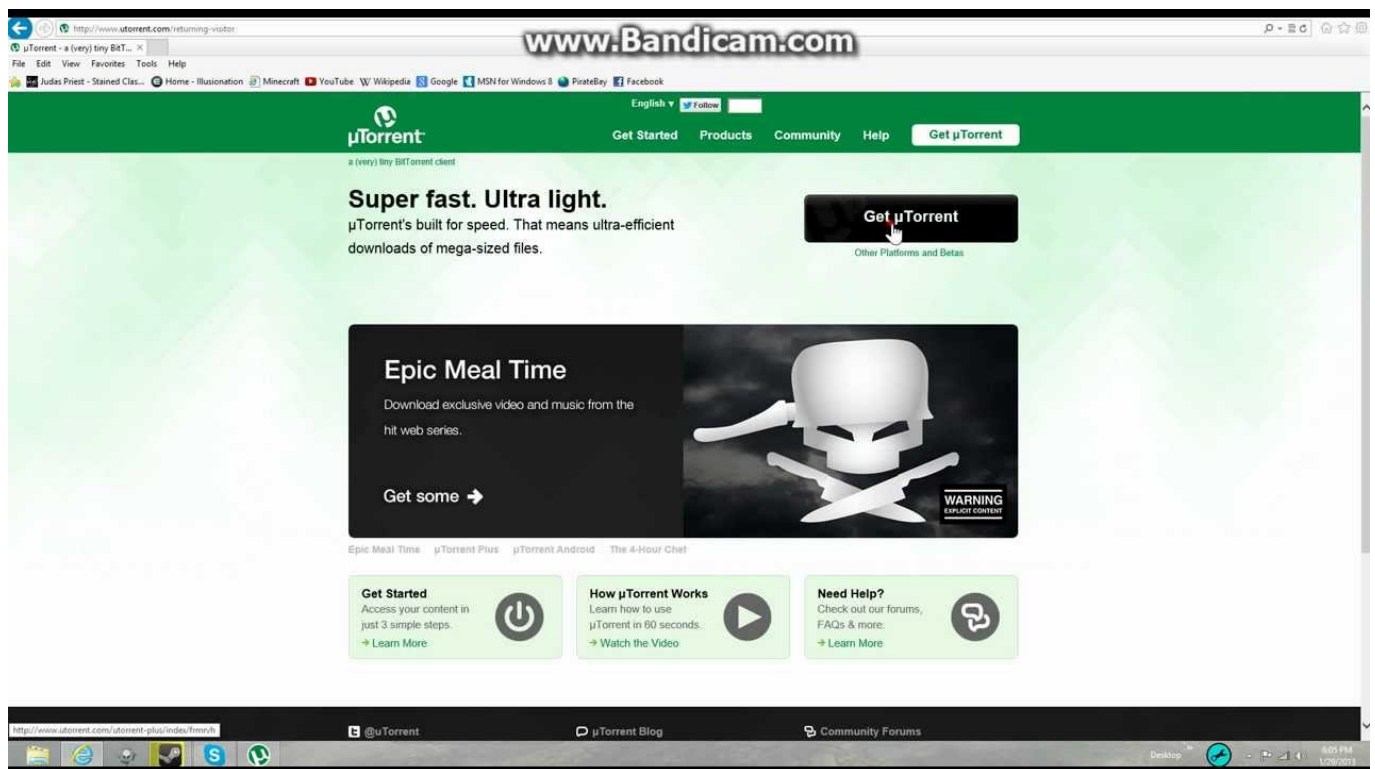 www.Bandicam.com
http://www.utorrent.com/returning-visitor
µTorrent - a (very) tiny BitT...
File Edit View Favorites Tools Help
Judas Priest - Stained Clas... Home - Illusionation Minecraft YouTube Wikipedia Google MSN for Windows 8 PirateBay Facebook
English Follow
µTorrent
Get Started Products Community Help Get µTorrent
a (very) tiny BitTorrent client
Super fast. Ultra light.
µTorrent's built for speed. That means ultra-efficient
downloads of mega-sized files.
Get µTorrent
Other Platforms and Betas
Epic Meal Time
Download exclusive video and music from the
hit web series.
Get some
WARNING
EXPLICIT CONTENT
Epic Meal Time µTorrent Plus µTorrent Android The 4-Hour Chef
Get Started
Access your content in
just 3 simple steps.
Learn More
How µTorrent Works
Learn how to use
µTorrent in 60 seconds.
Watch the Video
Need Help?
Check out our forums,
FAQs & more.
Learn More
@uTorrent µTorrent Blog Community Forums
http://www.utorrent.com/utorrent-plus/index/frmrvh
Desktop
6:05 PM
1/29/2013